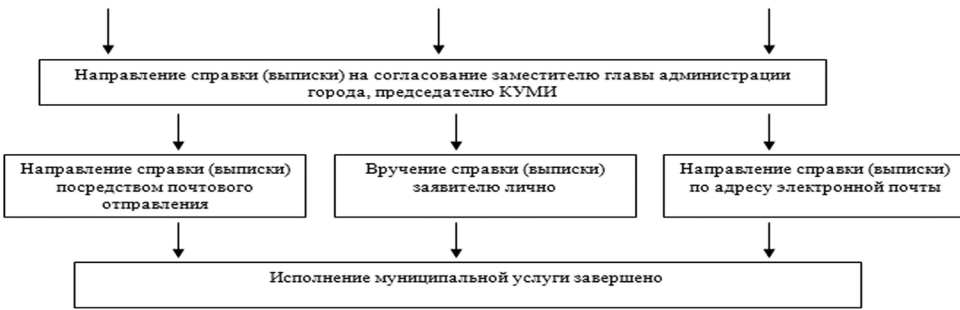 Направление справки (выписки) на согласование заместителю главы администрации
города, председателю КУМИ
Направление справки (выписки)
посредством почтового
отправления
Вручение справки (выписки)
заявителю лично
Направление справки (выписки)
по адресу электронной почты
Исполнение муниципальной услуги завершено